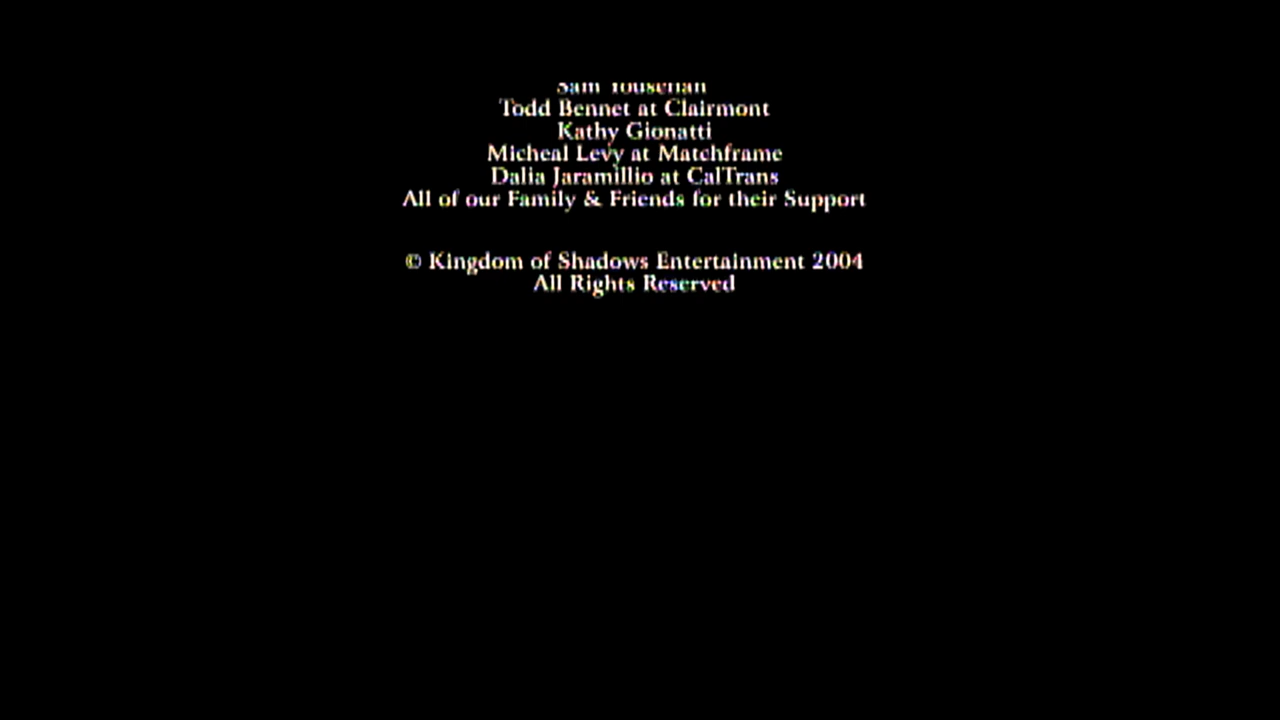 Sam
Todd Bennet at Clairmont
Kathy Gionatti
Micheal Levy at Matchframe
Dalia Jaramillio at CalTrans
All of our Family & Friends for their Support
© Kingdom of Shadows Entertainment 2004
All Rights Reserved